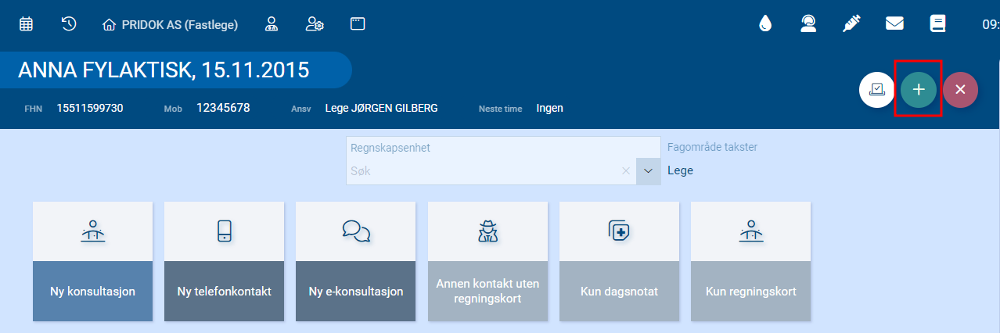 PRIDOK AS (Fastlege)
09:
ANNA FYLAKTISK, 15.11.2015
FHN 15511599730 Mob 12345678 Ansv Lege JØRGEN GILBERG Neste time Ingen
Regnskapsenhet Fagområde takster
Søk Lege
Ny konsultasjon
Ny telefonkontakt
Ny e-konsultasjon
Annen kontakt uten
regningskort
Kun dagsnotat
Kun regningskort